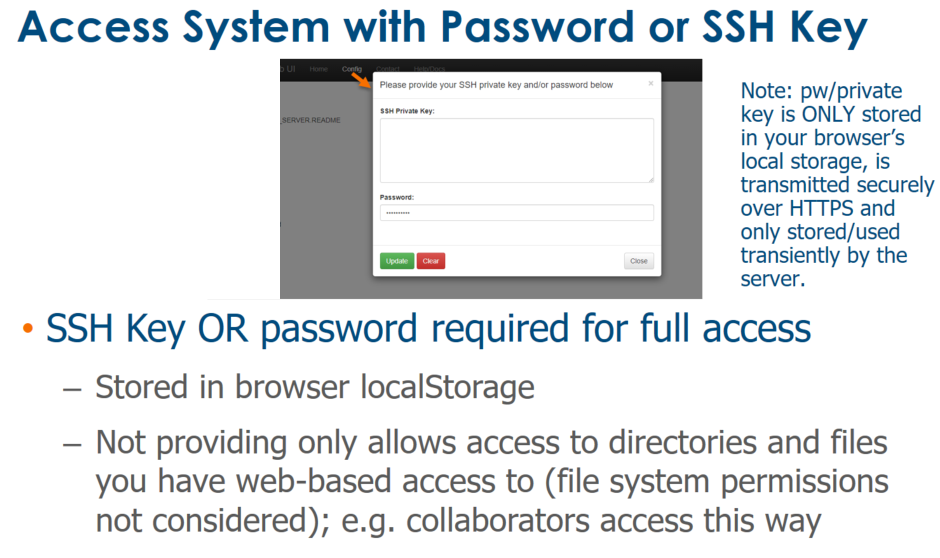 Access System with Password or SSH Key
UI Home Config Contact Help/Docs
Please provide your SSH private key and/or password below ×
_SERVER.README
SSH Private Key:
Password:
••••••••••
Update Clear Close
Note: pw/private
key is ONLY stored
in your browser’s
local storage, is
transmitted securely
over HTTPS and
only stored/used
transiently by the
server.
• SSH Key OR password required for full access
– Stored in browser localStorage
– Not providing only allows access to directories and files
you have web-based access to (file system permissions
not considered); e.g. collaborators access this way